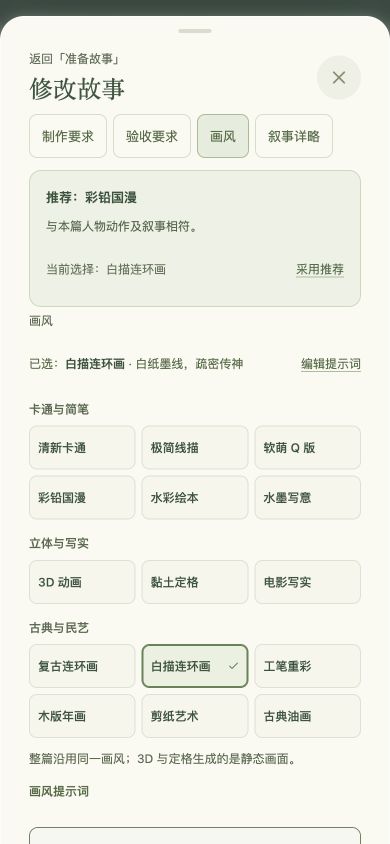 返回「准备故事」
修改故事
制作要求
验收要求
画风
叙事详略
推荐：彩铅国漫
与本篇人物动作及叙事相符。
当前选择：白描连环画
采用推荐
画风
已选：白描连环画 · 白纸墨线，疏密传神
编辑提示词
卡通与简笔
清新卡通
极简线描
软萌 Q 版
彩铅国漫
水彩绘本
水墨写意
立体与写实
3D 动画
黏土定格
电影写实
古典与民艺
复古连环画
白描连环画
工笔重彩
木版年画
剪纸艺术
古典油画
整篇沿用同一画风；3D 与定格生成的是静态画面。
画风提示词